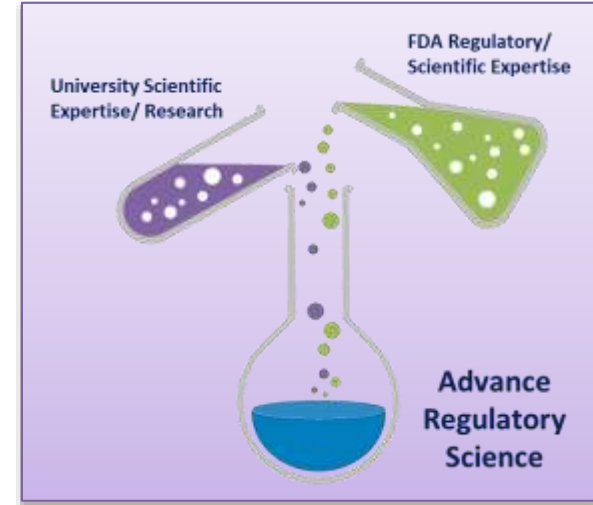 University Scientific
Expertise/ Research
FDA Regulatory/
Scientific Expertise
Advance
Regulatory
Science